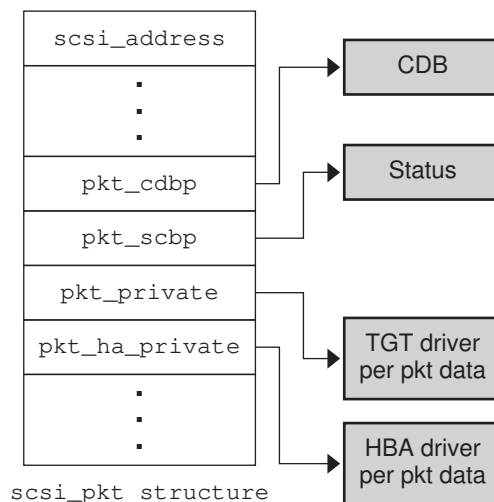 scsi_address
CDB
pkt_cdbp
Status
pkt_scbp
pkt_private
pkt_ha_private
TGT driver
per pkt data
HBA driver
per pkt data
scsi_pkt structure